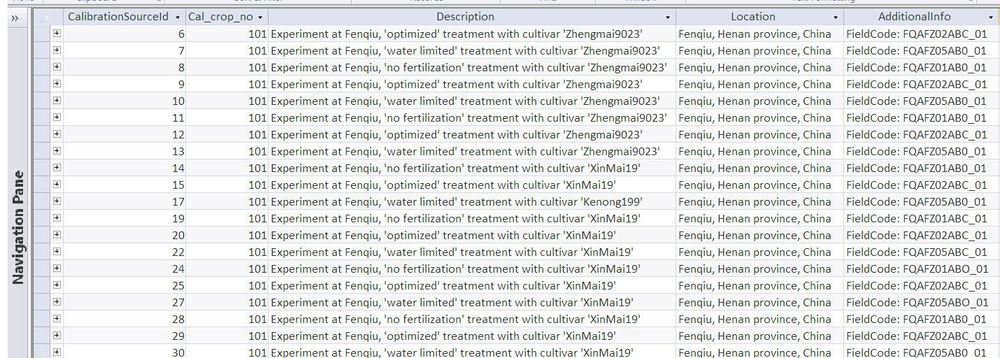 CalibrationSourceId Cal_crop_no Description Location AdditionalInfo
6 101 Experiment at Fenqiu, 'optimized' treatment with cultivar 'Zhengmai9023' Fenqiu, Henan province, China FieldCode: FQAFZ02ABC_01
7 101 Experiment at Fenqiu, 'water limited' treatment with cultivar 'Zhengmai9023' Fenqiu, Henan province, China FieldCode: FQAFZ05AB0_01
8 101 Experiment at Fenqiu, 'no fertilization' treatment with cultivar 'Zhengmai9023' Fenqiu, Henan province, China FieldCode: FQAFZ01AB0_01
9 101 Experiment at Fenqiu, 'optimized' treatment with cultivar 'Zhengmai9023' Fenqiu, Henan province, China FieldCode: FQAFZ02ABC_01
10 101 Experiment at Fenqiu, 'water limited' treatment with cultivar 'Zhengmai9023' Fenqiu, Henan province, China FieldCode: FQAFZ05AB0_01
11 101 Experiment at Fenqiu, 'no fertilization' treatment with cultivar 'Zhengmai9023' Fenqiu, Henan province, China FieldCode: FQAFZ01AB0_01
12 101 Experiment at Fenqiu, 'optimized' treatment with cultivar 'Zhengmai9023' Fenqiu, Henan province, China FieldCode: FQAFZ02ABC_01
13 101 Experiment at Fenqiu, 'water limited' treatment with cultivar 'Zhengmai9023' Fenqiu, Henan province, China FieldCode: FQAFZ05AB0_01
14 101 Experiment at Fenqiu, 'no fertilization' treatment with cultivar 'XinMai19' Fenqiu, Henan province, China FieldCode: FQAFZ01AB0_01
15 101 Experiment at Fenqiu, 'optimized' treatment with cultivar 'XinMai19' Fenqiu, Henan province, China FieldCode: FQAFZ02ABC_01
17 101 Experiment at Fenqiu, 'water limited' treatment with cultivar 'Kenong199' Fenqiu, Henan province, China FieldCode: FQAFZ05AB0_01
19 101 Experiment at Fenqiu, 'no fertilization' treatment with cultivar 'XinMai19' Fenqiu, Henan province, China FieldCode: FQAFZ01ABC_01
20 101 Experiment at Fenqiu, 'optimized' treatment with cultivar 'XinMai19' Fenqiu, Henan province, China FieldCode: FQAFZ02ABC_01
22 101 Experiment at Fenqiu, 'water limited' treatment with cultivar 'XinMai19' Fenqiu, Henan province, China FieldCode: FQAFZ05ABC_01
24 101 Experiment at Fenqiu, 'no fertilization' treatment with cultivar 'XinMai19' Fenqiu, Henan province, China FieldCode: FQAFZ01ABO_01
25 101 Experiment at Fenqiu, 'optimized' treatment with cultivar 'XinMai19' Fenqiu, Henan province, China FieldCode: FQAFZ02ABC_01
27 101 Experiment at Fenqiu, 'water limited' treatment with cultivar 'XinMai19' Fenqiu, Henan province, China FieldCode: FQAFZ05ABO_01
28 101 Experiment at Fenqiu, 'no fertilization' treatment with cultivar 'XinMai19' Fenqiu, Henan province, China FieldCode: FQAFZ01AB0_01
29 101 Experiment at Fenqiu, 'optimized' treatment with cultivar 'XinMai19' Fenqiu, Henan province, China FieldCode: FQAFZ02ABC_01
30 101 Experiment at Fenqiu, 'water limited' treatment with cultivar 'XinMai19' Fenqiu, Henan province, China FieldCode: FQAFZ05AB0_01
Navigation Pane